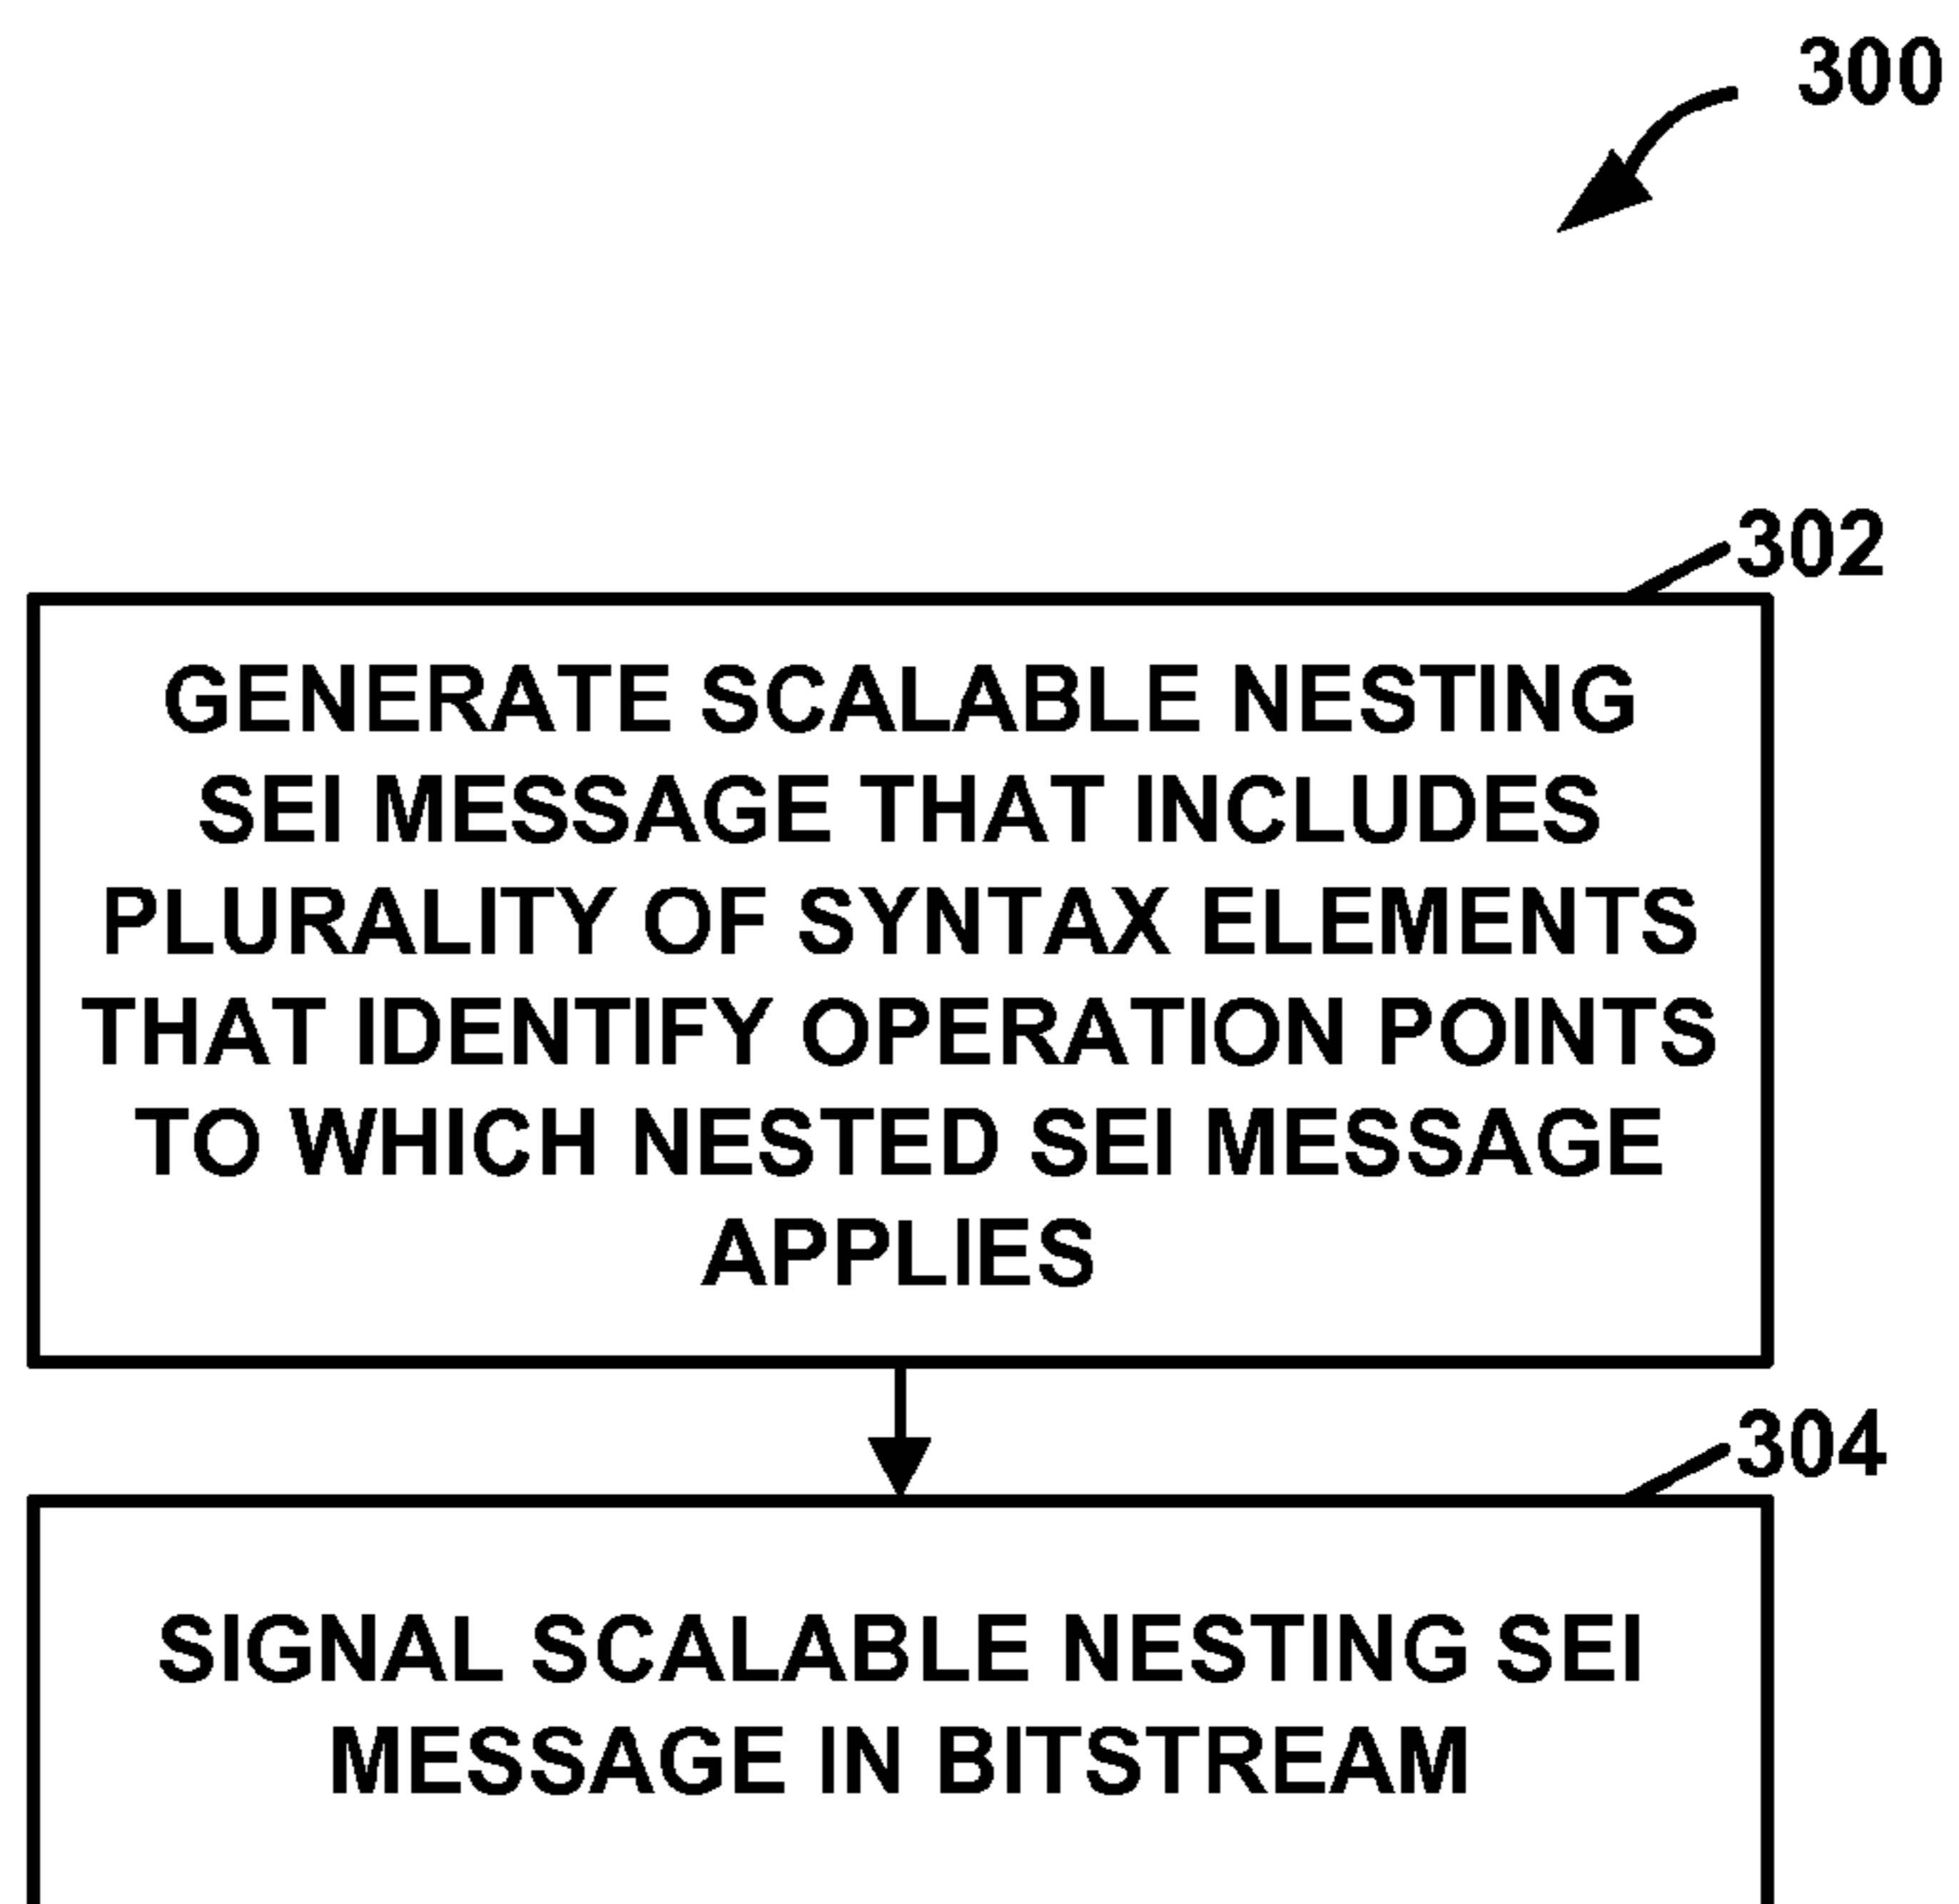 300
302
GENERATE SCALABLE NESTING
SEI MESSAGE THAT INCLUDES
PLURALITY OF SYNTAX ELEMENTS
THAT IDENTIFY OPERATION POINTS
TO WHICH NESTED SEI MESSAGE
APPLIES
304
SIGNAL SCALABLE NESTING SEI
MESSAGE IN BITSTREAM